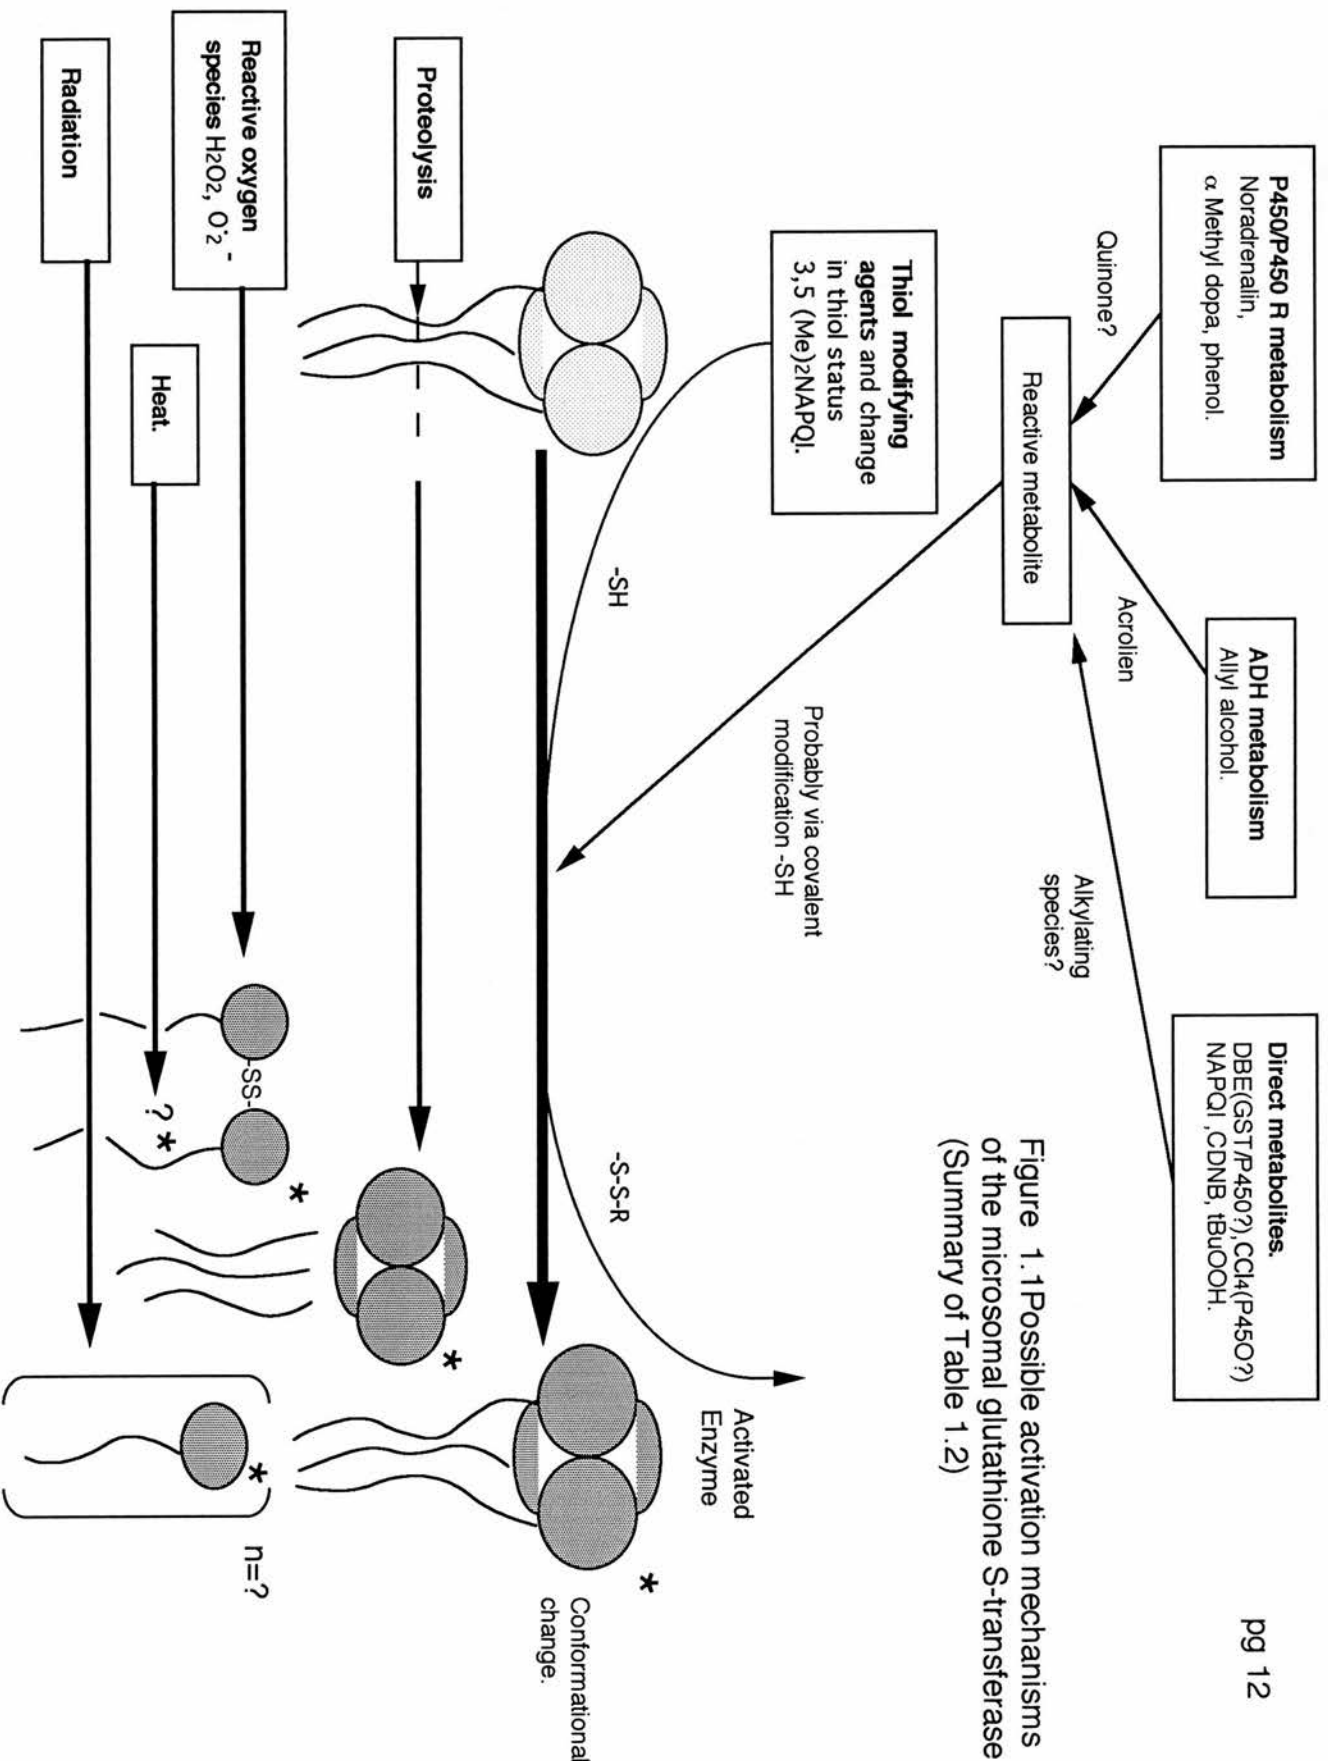 pg 12
P450/P450 R metabolism
Noradrenalin,
α Methyl dopa, phenol.
ADH metabolism
Allyl alcohol.
Direct metabolites.
DBE(GST/P450?),CCl4(P45O?)
NAPQI ,CDNB, tBuOOH.
Quinone?
Acrolien
Alkylating
species?
Reactive metabolite
Figure 1.1Possible activation mechanisms
of the microsomal glutathione S-transferase
(Summary of Table 1.2)
Thiol modifying
agents and change
in thiol status
3,5 (Me)2NAPQI.
Probably via covalent
modification -SH
-SH
-S-S-R
Activated
Enzyme
*
Conformational
change.
Proteolysis
*
Reactive oxygen
species H2O2, O2˙-
-SS-
*
Heat.
? *
Radiation
*
n=?